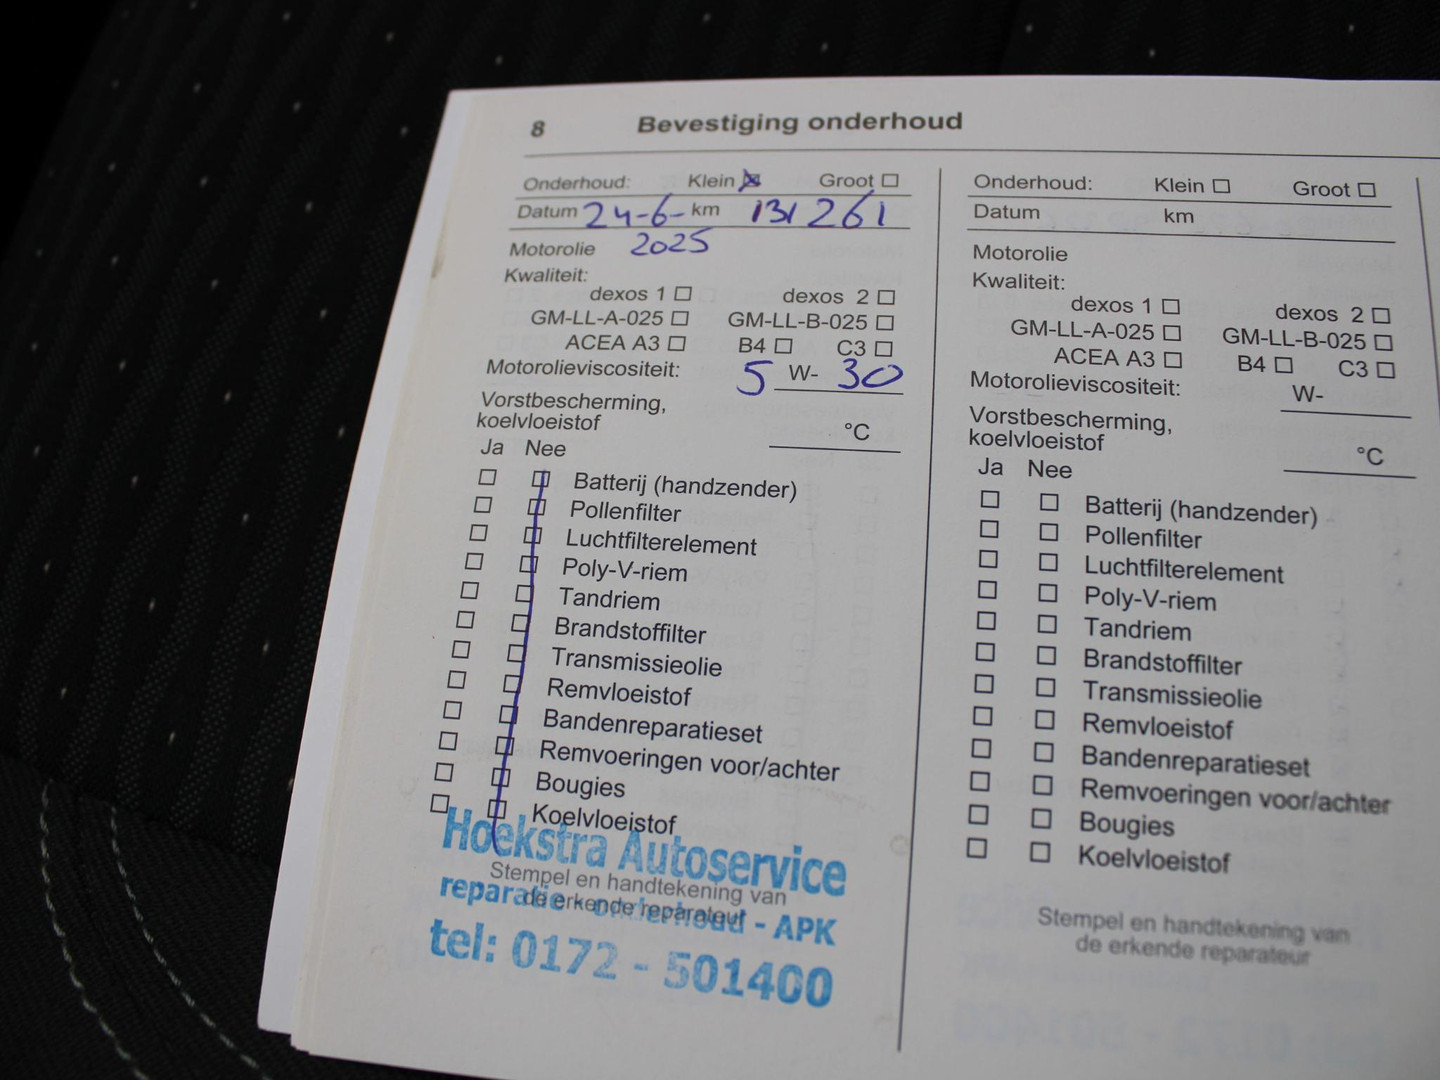 8 Bevestiging onderhoud
Onderhoud: Klein ☒ Groot ☐
Datum 24-6- km 131261
Motorolie 2025
Kwaliteit:
dexos 1 ☐ dexos 2 ☐
GM-LL-A-025 ☐ GM-LL-B-025 ☐
ACEA A3 ☐ B4 ☐ C3 ☐
Motorolieviscositeit: 5 W- 30
Vorstbescherming,
koelvloeistof °C
Ja Nee
☐ ☐ Batterij (handzender)
☐ ☐ Pollenfilter
☐ ☐ Luchtfilterelement
☐ ☐ Poly-V-riem
☐ ☐ Tandriem
☐ ☐ Brandstoffilter
☐ ☐ Transmissieolie
☐ ☐ Remvloeistof
☐ ☐ Bandenreparatieset
☐ ☐ Remvoeringen voor/achter
☐ ☐ Bougies
☐ ☐ Koelvloeistof
Hoekstra Autoservice
Stempel en handtekening van
reparatie - onderhoud - APK
de erkende reparateur
tel: 0172 - 501400
Onderhoud: Klein ☐ Groot ☐
Datum km
Motorolie
Kwaliteit:
dexos 1 ☐ dexos 2 ☐
GM-LL-A-025 ☐ GM-LL-B-025 ☐
ACEA A3 ☐ B4 ☐ C3 ☐
Motorolieviscositeit: W-
Vorstbescherming,
koelvloeistof °C
Ja Nee
☐ ☐ Batterij (handzender)
☐ ☐ Pollenfilter
☐ ☐ Luchtfilterelement
☐ ☐ Poly-V-riem
☐ ☐ Tandriem
☐ ☐ Brandstoffilter
☐ ☐ Transmissieolie
☐ ☐ Remvloeistof
☐ ☐ Bandenreparatieset
☐ ☐ Remvoeringen voor/achter
☐ ☐ Bougies
☐ ☐ Koelvloeistof
Stempel en handtekening van
de erkende reparateur